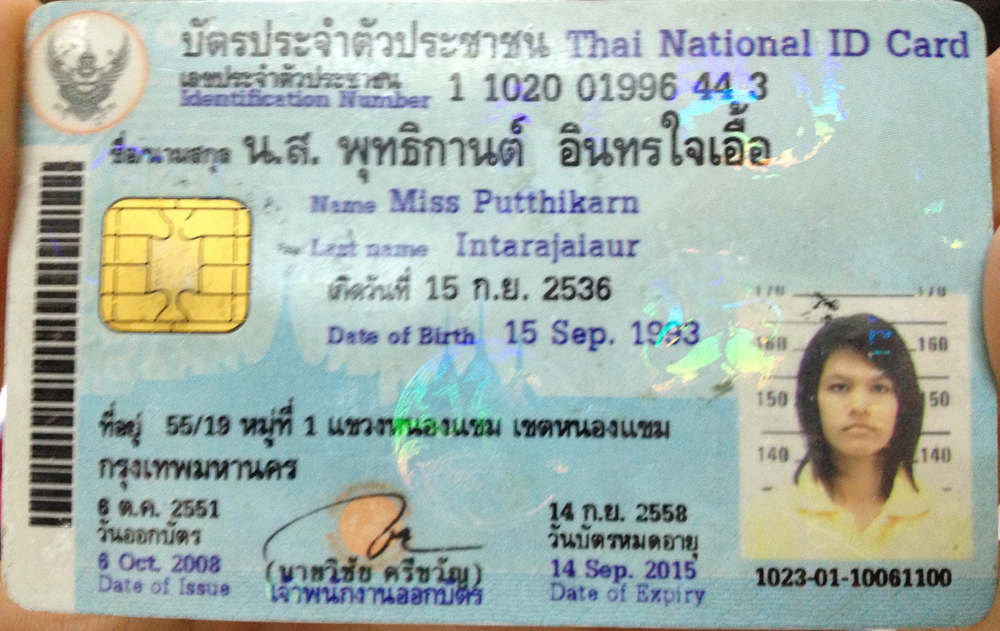 บัตรประจำตัวประชาชน Thai National ID Card
เลขประจำตัวประชาชน
Identification Number 1 1020 01996 44 3
ชื่อนามสกุล น.ส. พุทธิกานต์ อินทรใจเอื้อ
Name Miss Putthikarn
Last name Intarajaiaur
เกิดวันที่ 15 ก.ย. 2536
Date of Birth 15 Sep. 1993
170 170
160 160
150 150
140 140
ที่อยู่ 55/19 หมู่ที่ 1 แขวงหนองแขม เขตหนองแขม
กรุงเทพมหานคร
6 ต.ค. 2551
วันออกบัตร
6 Oct. 2008
Date of Issue
(นายวิชัย ศรีขวัญ)
เจ้าพนักงานออกบัตร
14 ก.ย. 2558
วันบัตรหมดอายุ
14 Sep. 2015
Date of Expiry
1023-01-10061100